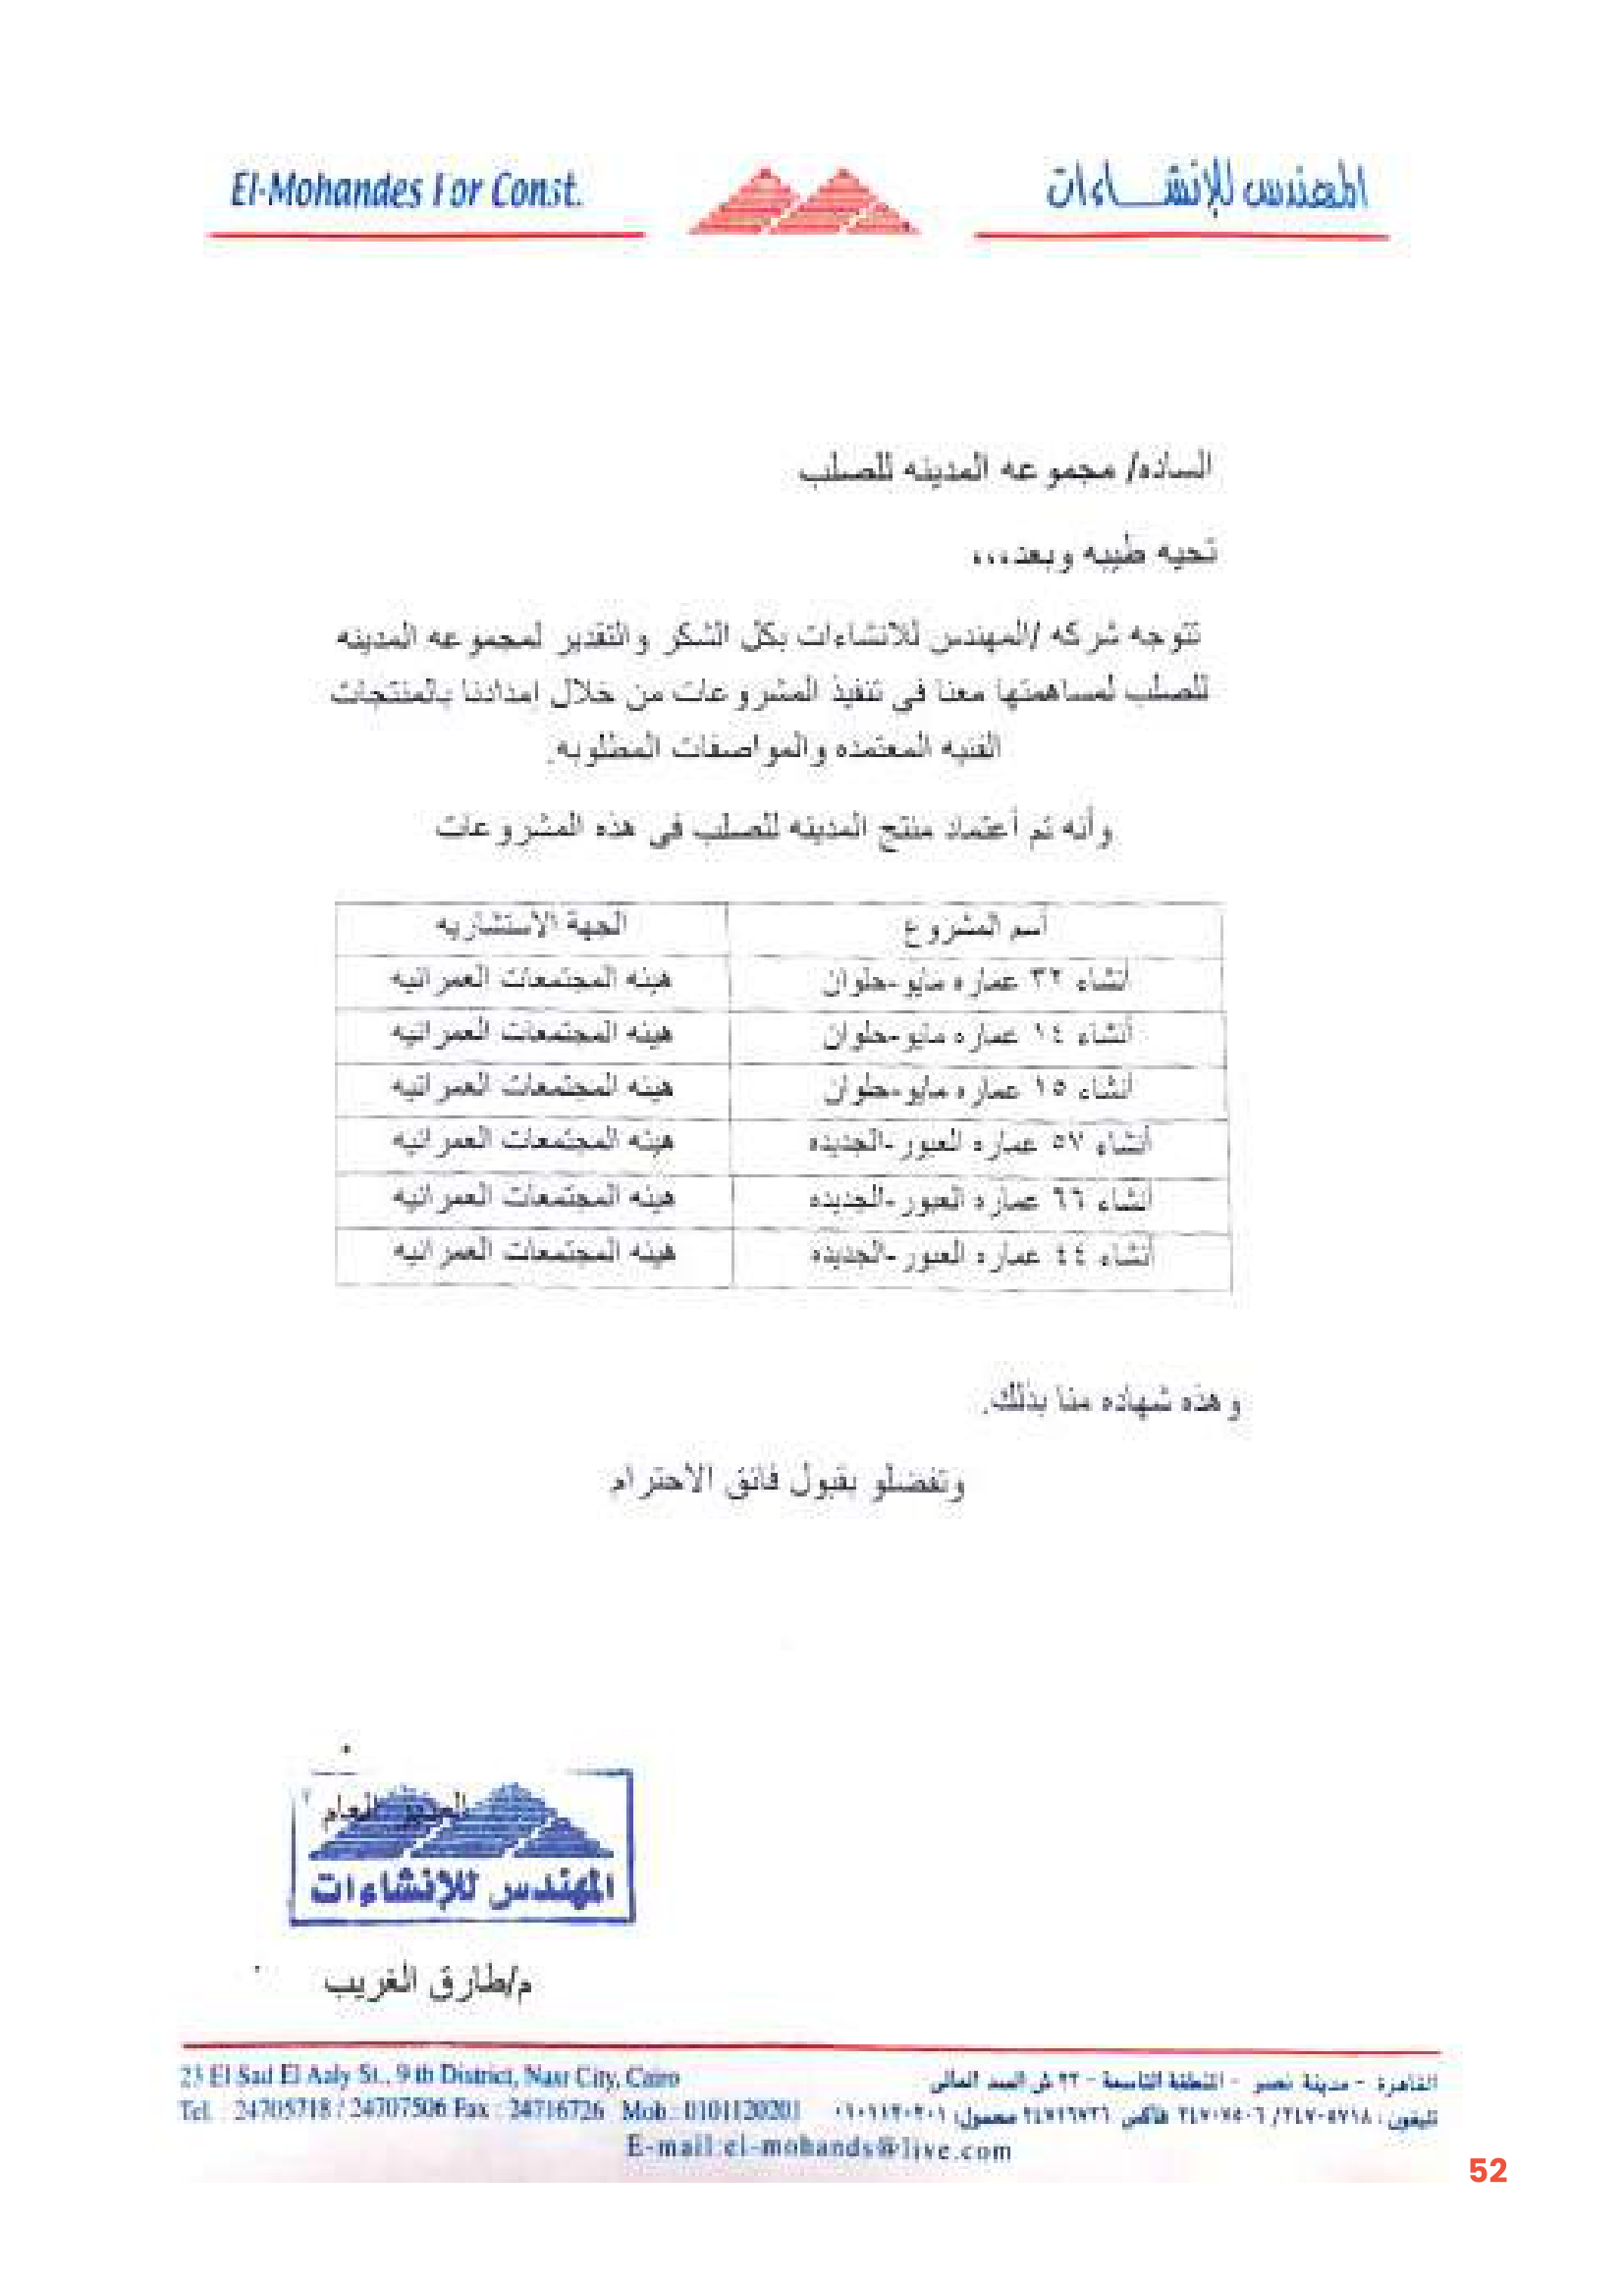 El-Mohandes For Const.
المهندس للإنشاءات
الساده/ مجموعه المدينه للصلب
تحيه طيبه وبعد،،،
تتوجه شركه /المهندس للانشاءات بكل الشكر والتقدير لمجموعه المدينه
للصلب لمساهمتها معنا في تنفيذ المشروعات من خلال امدادنا بالمنتجات
الفنيه المعتمده والمواصفات المطلوبه.
وأنه تم أعتماد منتج المدينه للصلب في هذه المشروعات
أسم المشروع الجهة الاستشاريه
أنشاء ٣٢ عماره مايو-حلوان هيئه المجتمعات العمرانيه
أنشاء ١٤ عماره مايو-حلوان هيئه المجتمعات العمرانيه
أنشاء ١٥ عماره مايو-حلوان هيئه المجتمعات العمرانيه
أنشاء ٥٧ عماره العبور-الجديده هيئه المجتمعات العمرانيه
أنشاء ٦٦ عماره العبور-الجديده هيئه المجتمعات العمرانيه
أنشاء ٤٤ عماره العبور-الجديده هيئه المجتمعات العمرانيه
وهذه شهاده منا بذلك.
وتفضلو بقبول فائق الاحترام
المدير العام
المهندس للإنشاءات
م/طارق الغريب
القاهرة - مدينة نصر - المنطقة التاسعة - ٢٣ ش السد العالى
تليفون : ٢٤٧٠٥٧١٨ / ٢٤٧٠٧٥٠٦ فاكس ٢٤٧١٦٧٢٦ محمول:
23 El Sad El Aaly St., 9 th District, Nasr City, Cairo
Tel : 24705718 / 24707506 Fax : 24716726 Mob : 0101120201
E-mail:el-mohands@live.com
52